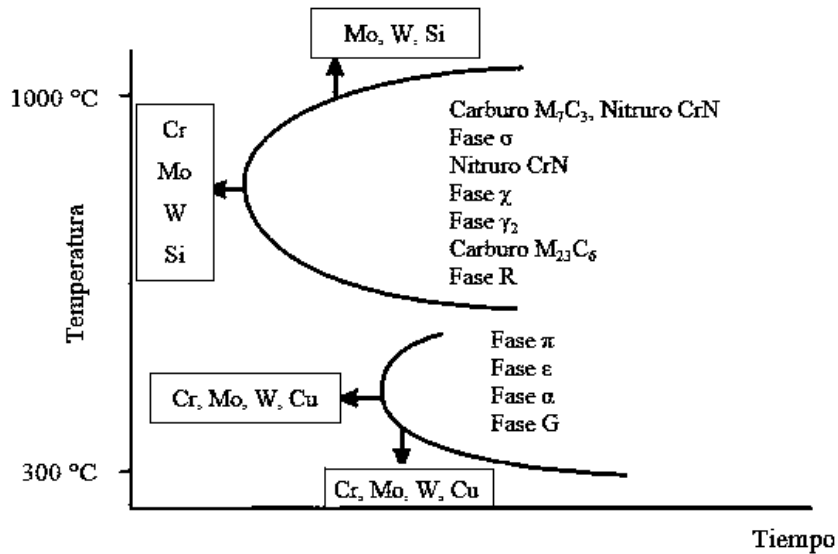 Mo, W, Si
1000 °C
Cr
Mo
W
Si
Carburo M₇C₃, Nitruro CrN
Fase σ
Nitruro CrN
Fase χ
Fase γ₂
Carburo M₂₃C₆
Fase R
Temperatura
Fase π
Fase ε
Fase α
Fase G
Cr, Mo, W, Cu
300 °C
Cr, Mo, W, Cu
Tiempo